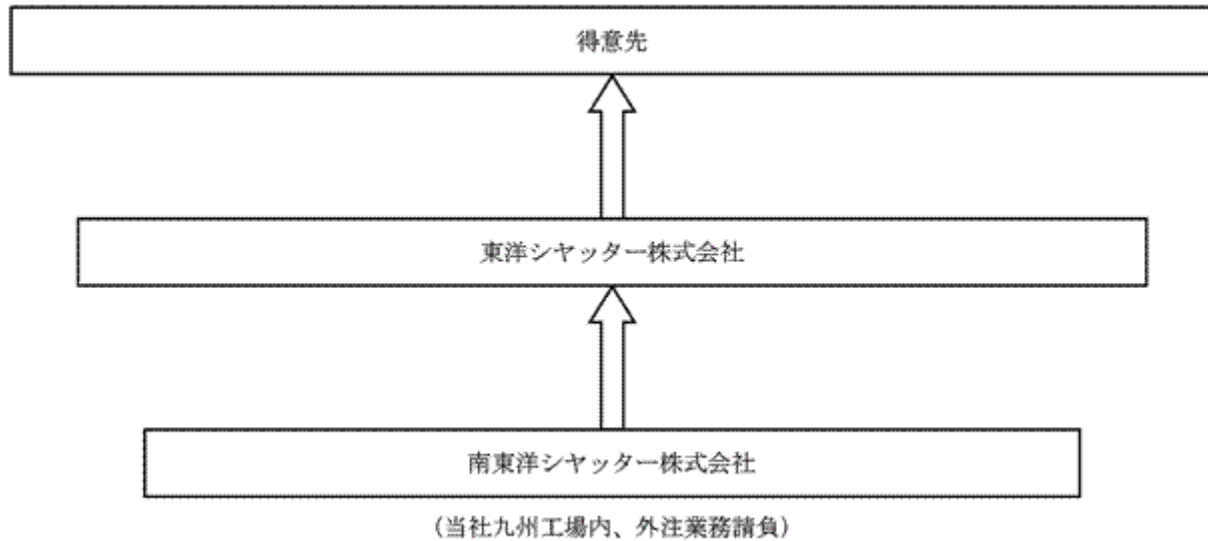 得意先
東洋シヤッター株式会社
南東洋シヤッター株式会社
（当社九州工場内、外注業務請負）